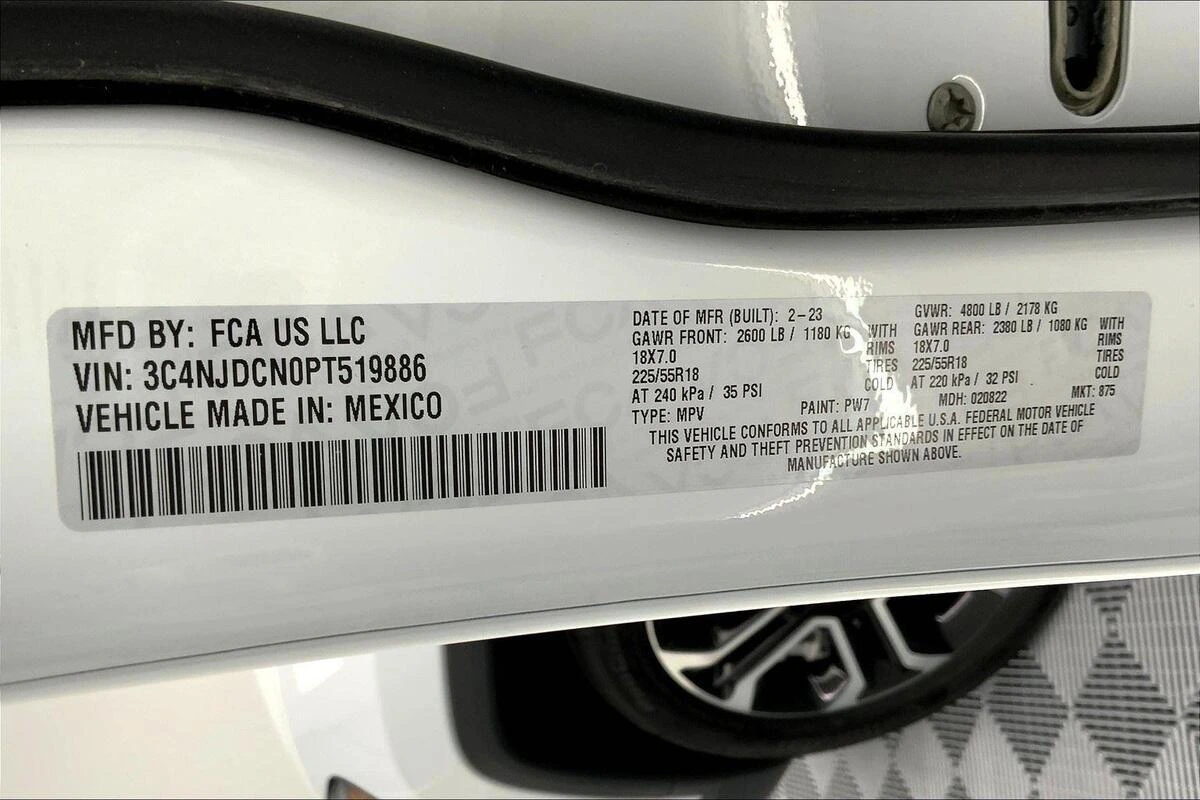 MFD BY: FCA US LLC
VIN: 3C4NJDCN0PT519886
VEHICLE MADE IN: MEXICO
DATE OF MFR (BUILT): 2-23
GAWR FRONT: 2600 LB / 1180 KG WITH
18X7.0 RIMS
225/55R18 TIRES
AT 240 kPa / 35 PSI COLD
TYPE: MPV
GVWR: 4800 LB / 2178 KG
GAWR REAR: 2380 LB / 1080 KG WITH
18X7.0 RIMS
225/55R18 TIRES
AT 220 kPa / 32 PSI COLD
PAINT: PW7 MDH: 020822 MKT: 875
THIS VEHICLE CONFORMS TO ALL APPLICABLE U.S.A. FEDERAL MOTOR VEHICLE
SAFETY AND THEFT PREVENTION STANDARDS IN EFFECT ON THE DATE OF
MANUFACTURE SHOWN ABOVE.